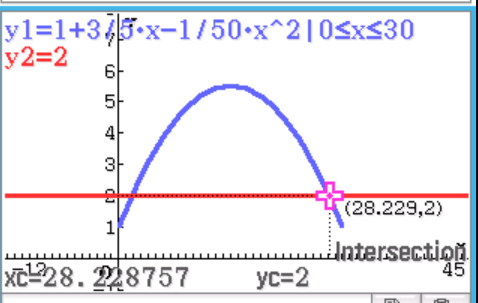 y1=1+3/5·x-1/50·x^2|0≤x≤30
y2=2
7
6
5
4
3
2
1
(28.229,2)
Intersection
-12
45
xc=28.228757
yc=2